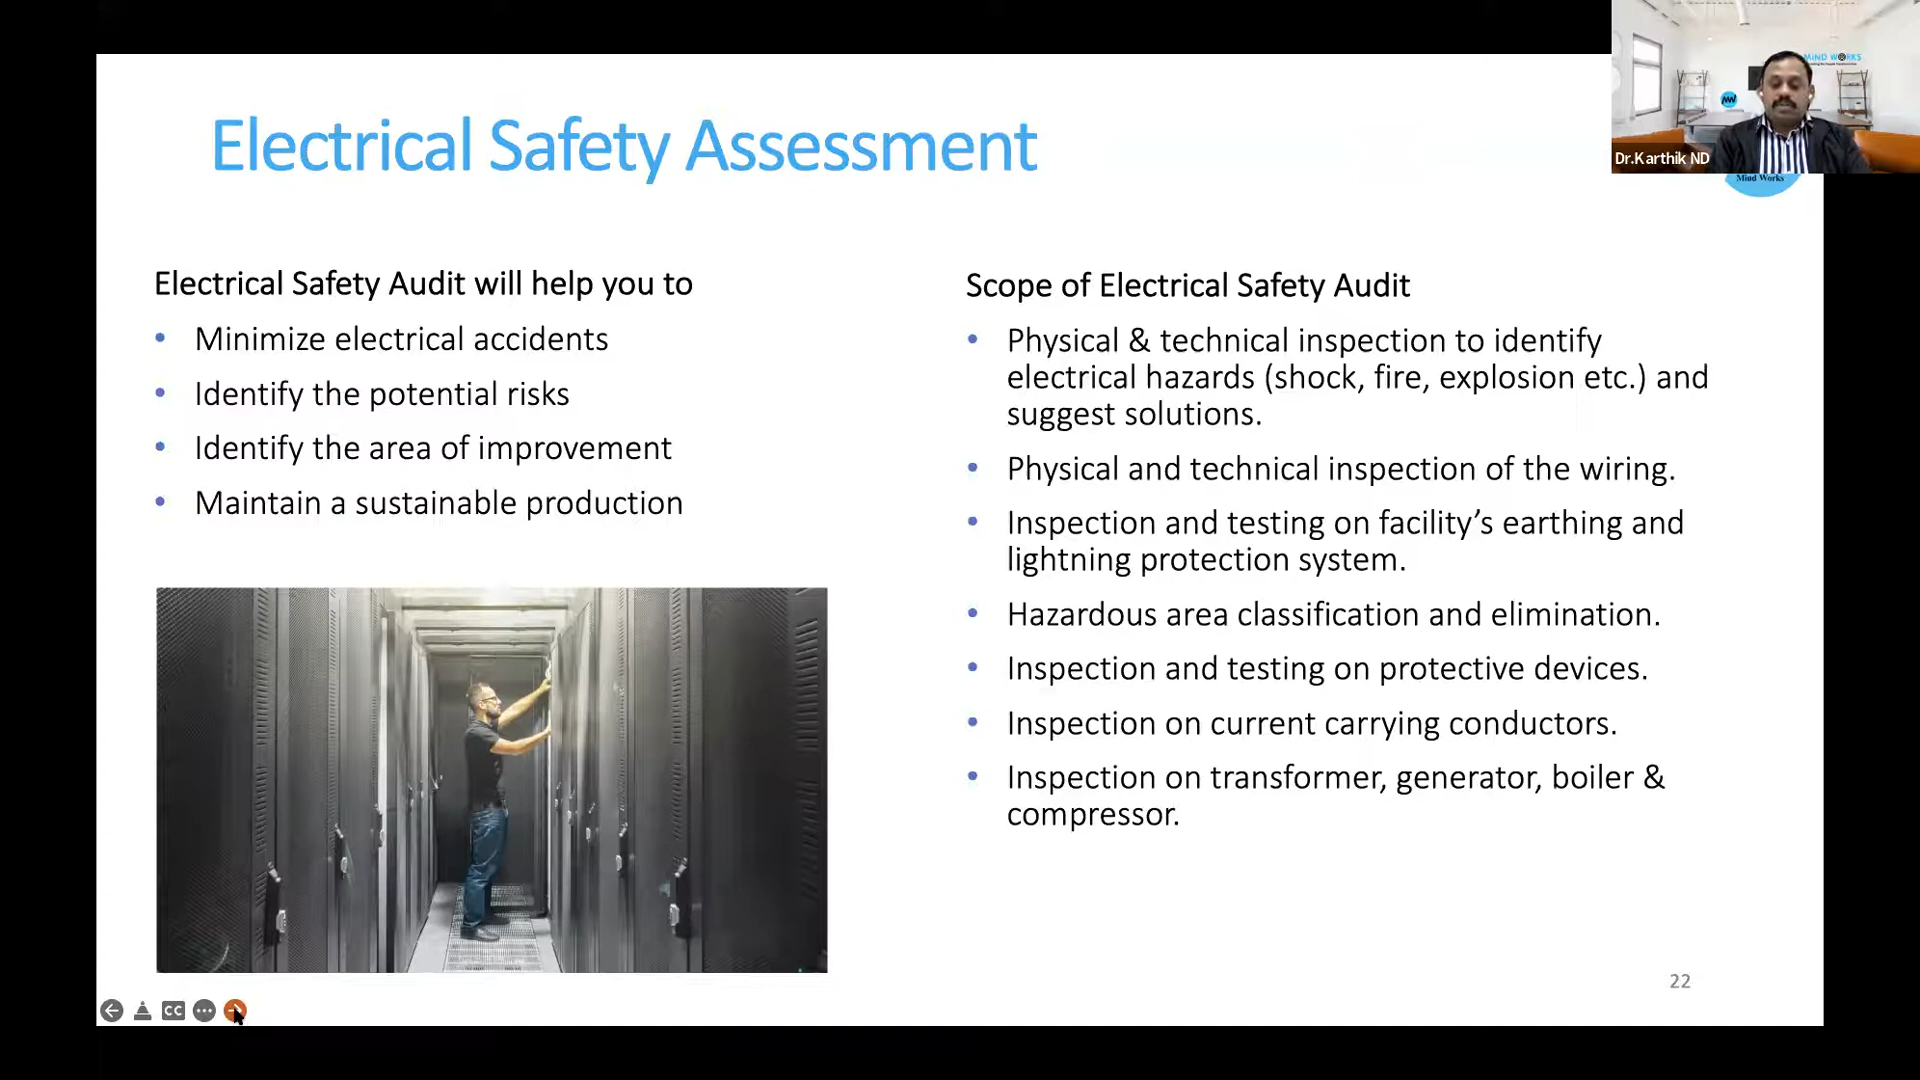 MIND WORKS
Dr.Karthik ND
Mind Works
Electrical Safety Assessment
Electrical Safety Audit will help you to
• Minimize electrical accidents
• Identify the potential risks
• Identify the area of improvement
• Maintain a sustainable production
Scope of Electrical Safety Audit
• Physical & technical inspection to identify
electrical hazards (shock, fire, explosion etc.) and
suggest solutions.
• Physical and technical inspection of the wiring.
• Inspection and testing on facility’s earthing and
lightning protection system.
• Hazardous area classification and elimination.
• Inspection and testing on protective devices.
• Inspection on current carrying conductors.
• Inspection on transformer, generator, boiler &
compressor.
22
CC